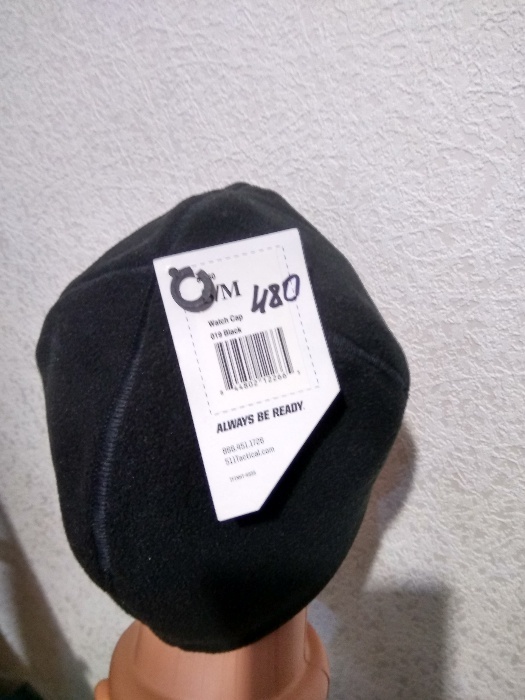 /M
480
Watch Cap
019 Black
ALWAYS BE READY.
866.451.1726
511Tactical.com